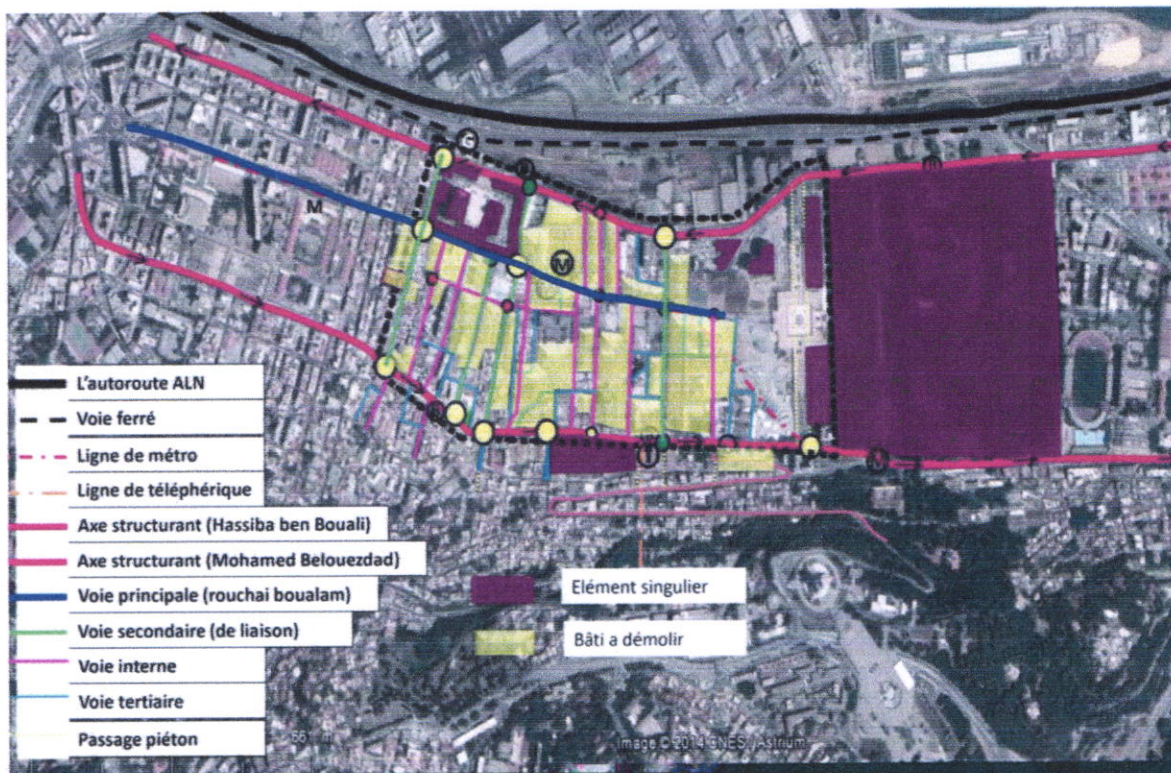 G
M
M
L'autoroute ALN
Voie ferré
Ligne de métro
Ligne de téléphérique
Axe structurant (Hassiba ben Bouali)
Axe structurant (Mohamed Belouezdad)
Voie principale (rouchai boualam)
Voie secondaire (de liaison)
Voie interne
Voie tertiaire
Passage piéton
Elément singulier
Bâti a démolir
T
Image © 2014 CNES / Astrium